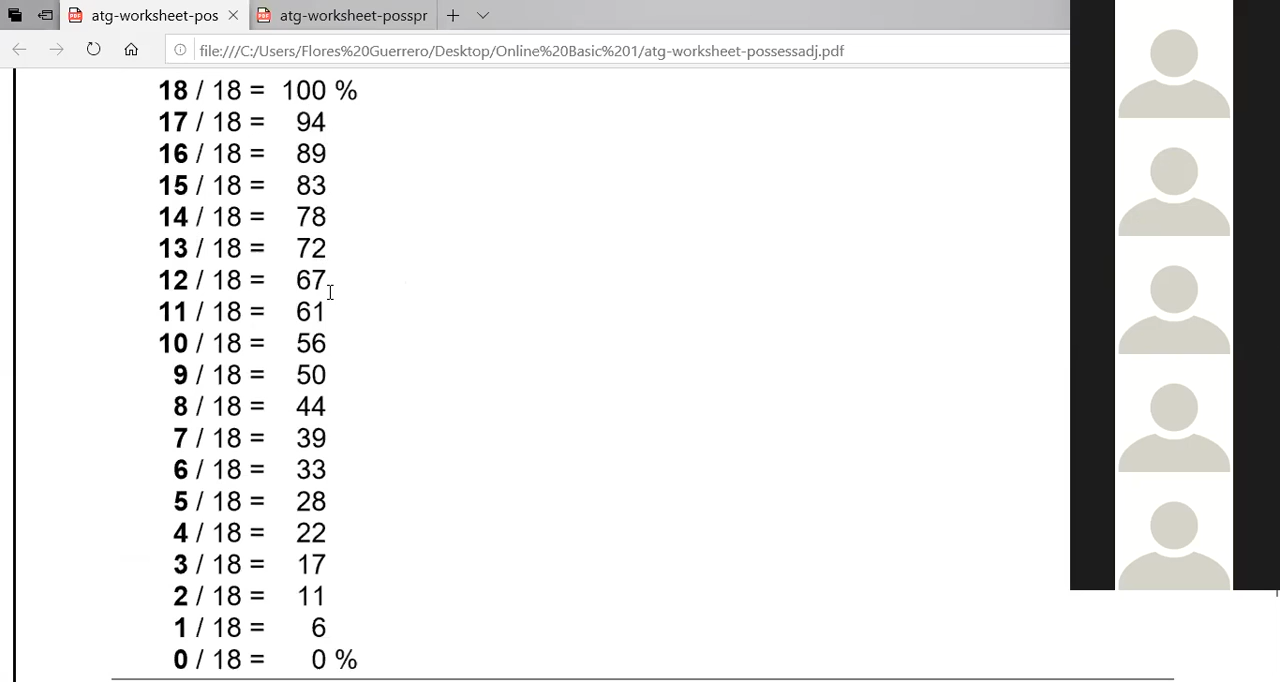 atg-worksheet-pos
atg-worksheet-posspr
file:///C:/Users/Flores%20Guerrero/Desktop/Online%20Basic%201/atg-worksheet-possessadj.pdf
18 / 18 = 100 %
17 / 18 = 94
16 / 18 = 89
15 / 18 = 83
14 / 18 = 78
13 / 18 = 72
12 / 18 = 67
11 / 18 = 61
10 / 18 = 56
9 / 18 = 50
8 / 18 = 44
7 / 18 = 39
6 / 18 = 33
5 / 18 = 28
4 / 18 = 22
3 / 18 = 17
2 / 18 = 11
1 / 18 = 6
0 / 18 = 0 %